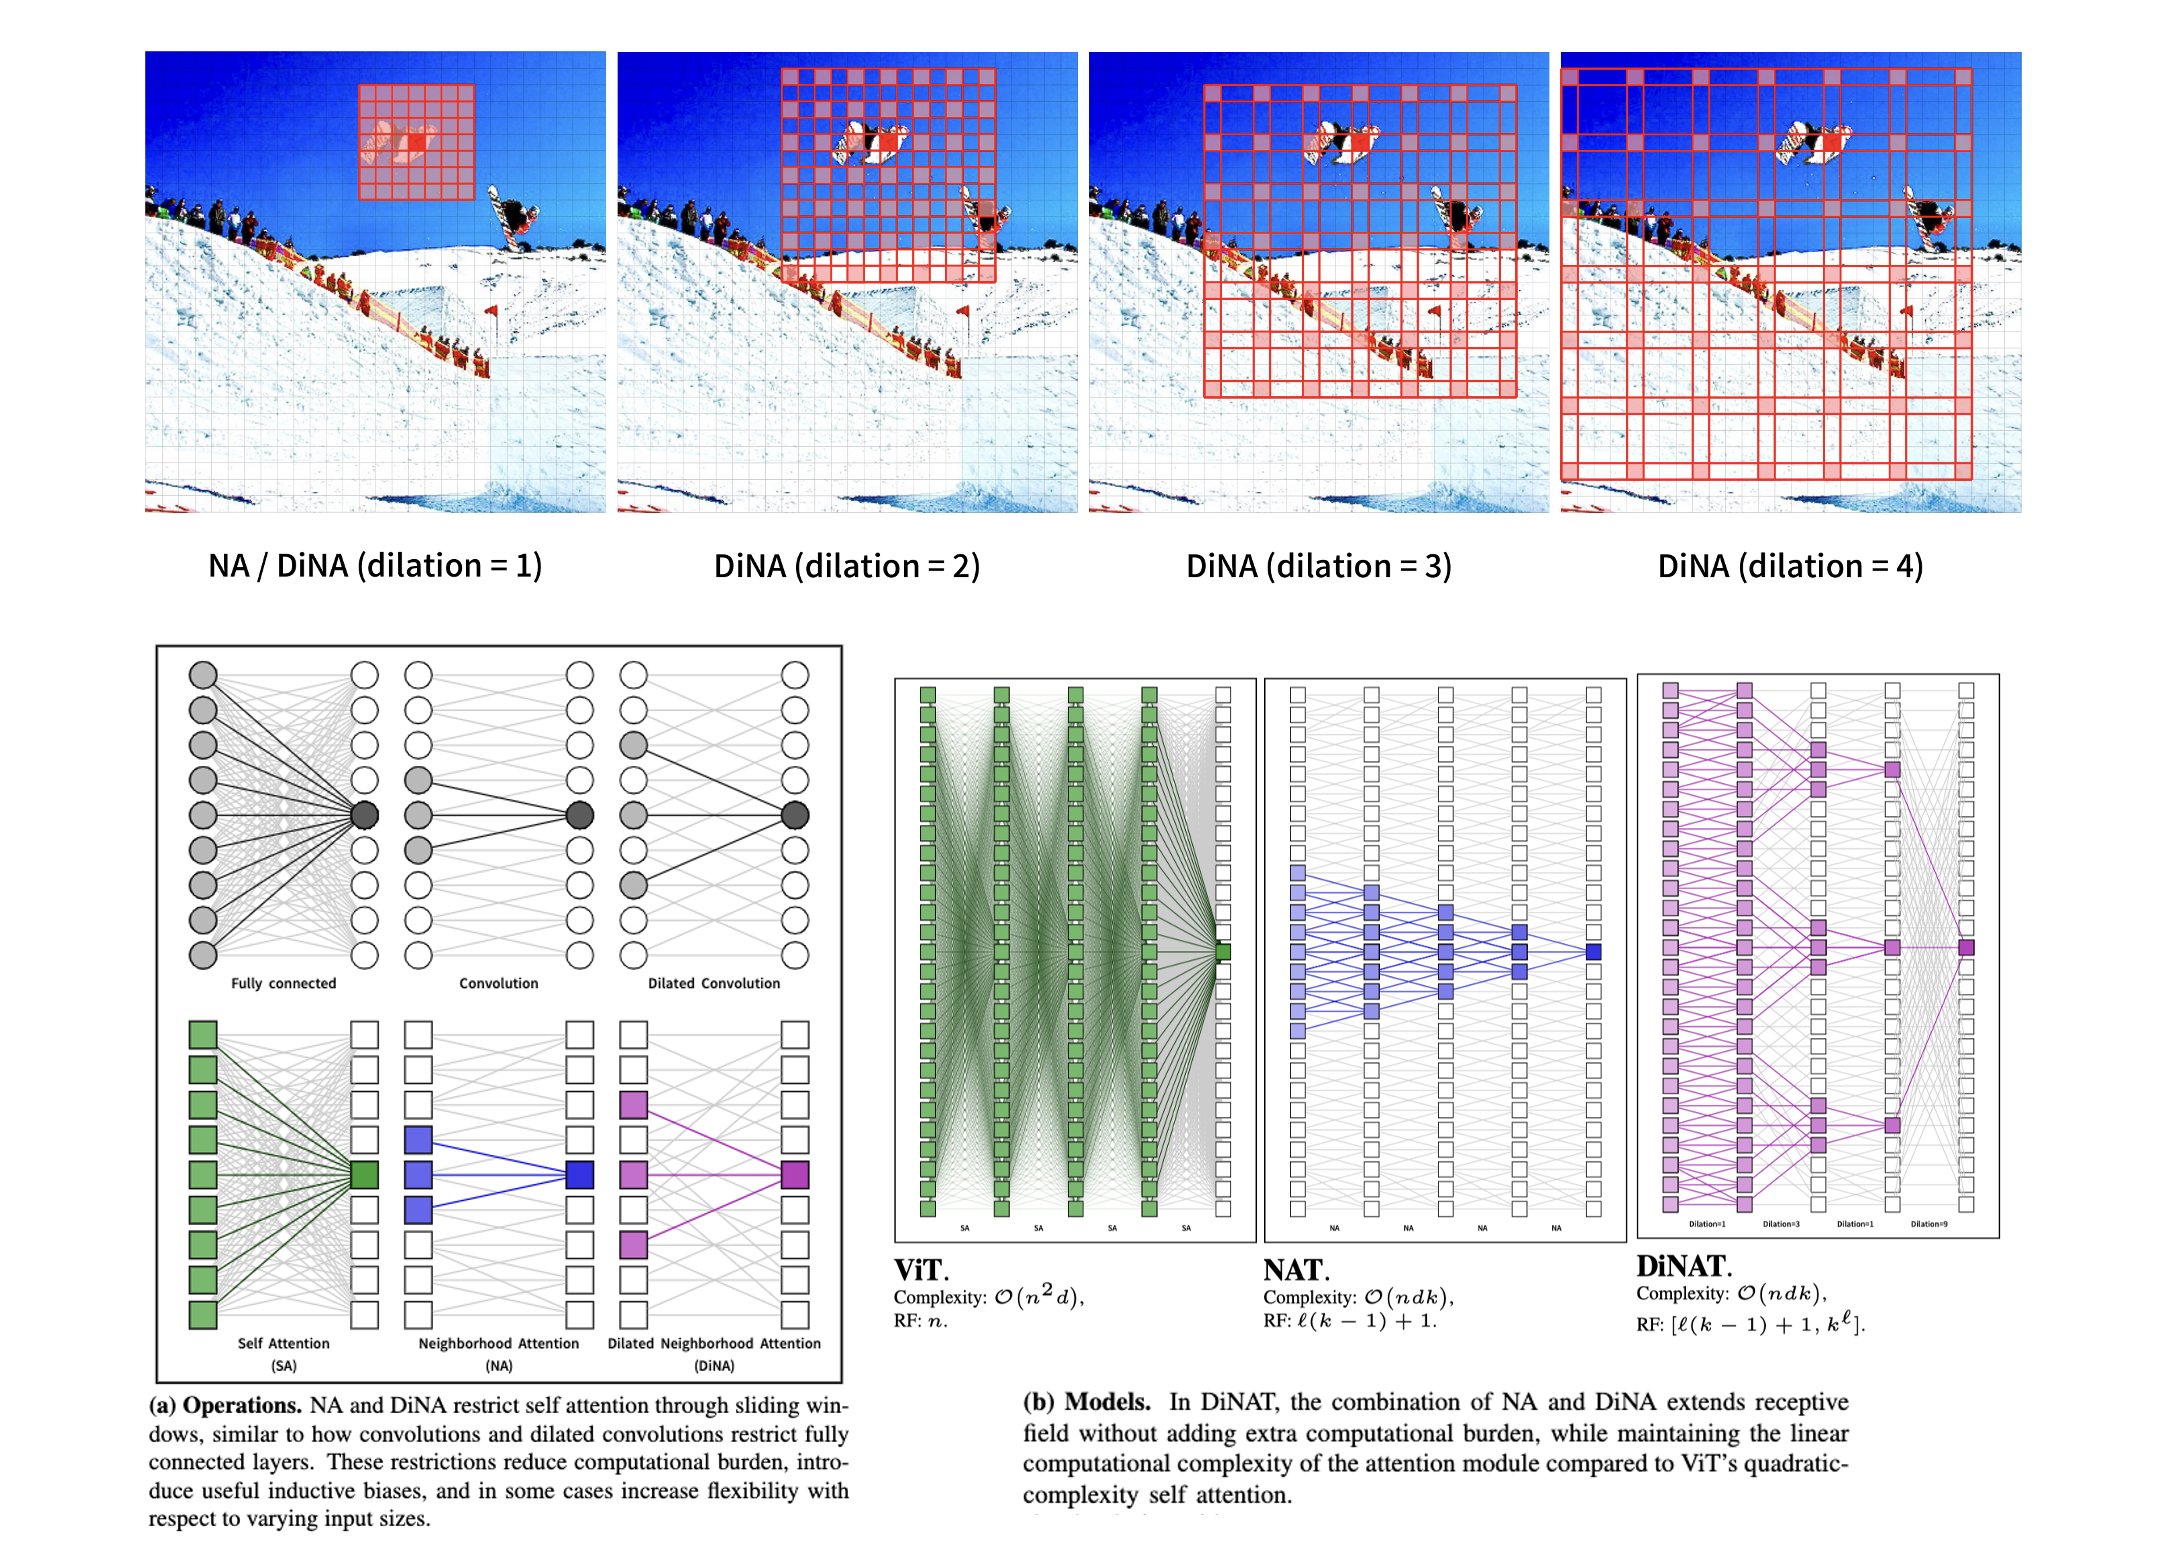 NA / DiNA (dilation = 1)
DiNA (dilation = 2)
DiNA (dilation = 3)
DiNA (dilation = 4)
Fully connected
Convolution
Dilated Convolution
Self Attention
(SA)
Neighborhood Attention
(NA)
Dilated Neighborhood Attention
(DiNA)
(a) Operations. NA and DiNA restrict self attention through sliding win-
dows, similar to how convolutions and dilated convolutions restrict fully
connected layers. These restrictions reduce computational burden, intro-
duce useful inductive biases, and in some cases increase flexibility with
respect to varying input sizes.
SA SA SA SA
ViT.
Complexity: 𝒪(n²d),
RF: n.
NA NA NA NA
NAT.
Complexity: 𝒪(ndk),
RF: ℓ(k − 1) + 1.
Dilation=1 Dilation=3 Dilation=1 Dilation=9
DiNAT.
Complexity: 𝒪(ndk),
RF: [ℓ(k − 1) + 1, k^ℓ].
(b) Models. In DiNAT, the combination of NA and DiNA extends receptive
field without adding extra computational burden, while maintaining the linear
computational complexity of the attention module compared to ViT's quadratic-
complexity self attention.